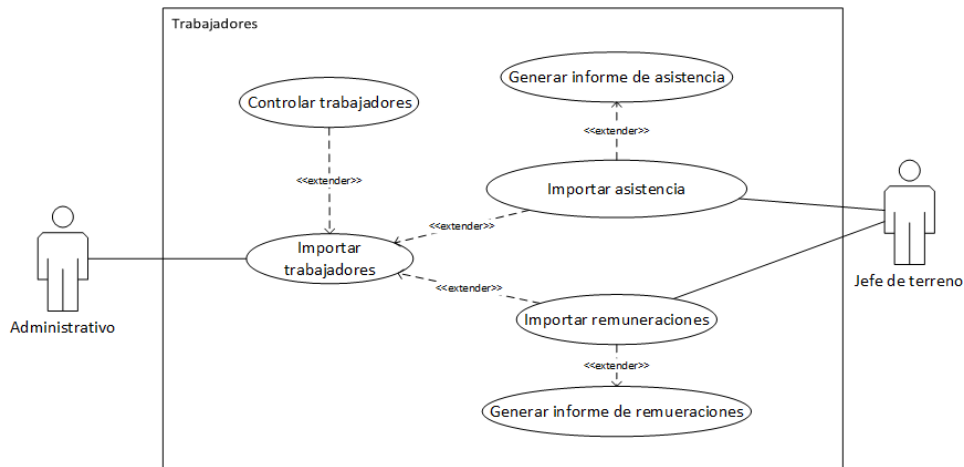 Trabajadores
Generar informe de asistencia
Controlar trabajadores
<<extender>>
<<extender>>
Importar asistencia
<<extender>>
Importar
trabajadores
Jefe de terreno
<<extender>>
Administrativo
Importar remuneraciones
<<extender>>
Generar informe de remueraciones